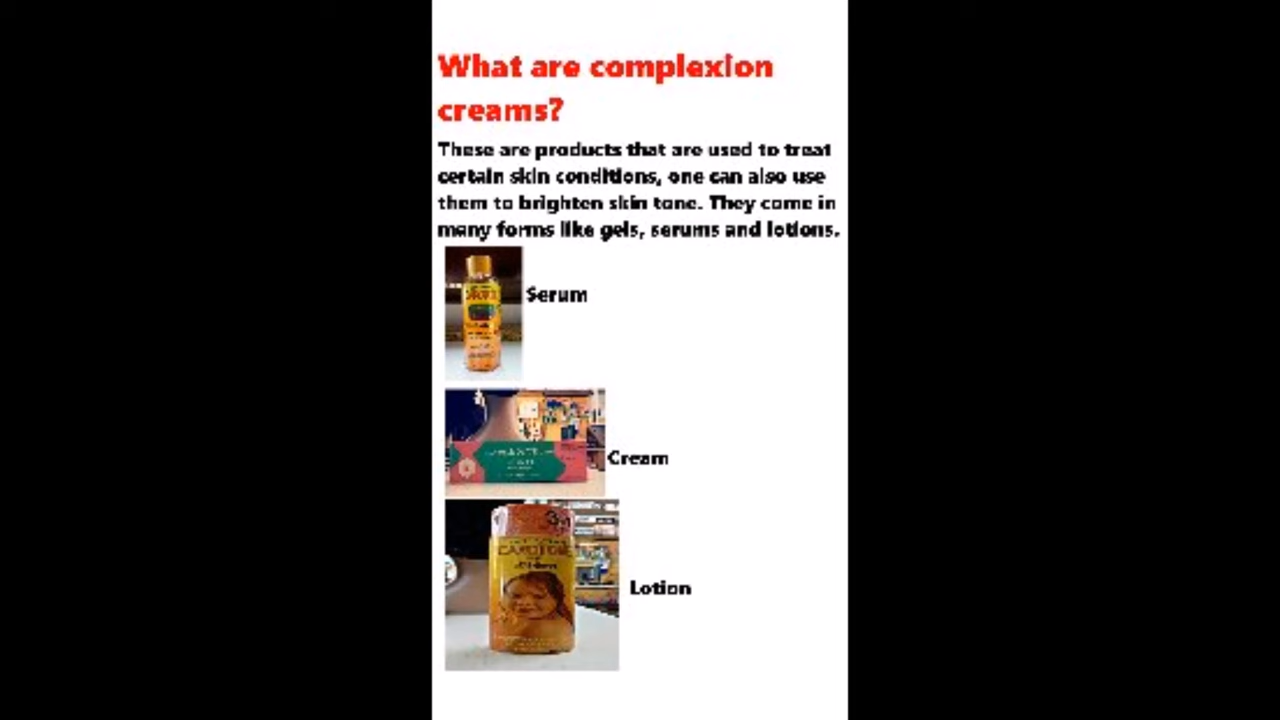 What are complexion
creams?
These are products that are used to treat
certain skin conditions, one can also use
them to brighten skin tone. They come in
many forms like gels, serums and lotions.
Serum
Cream
3
Lotion